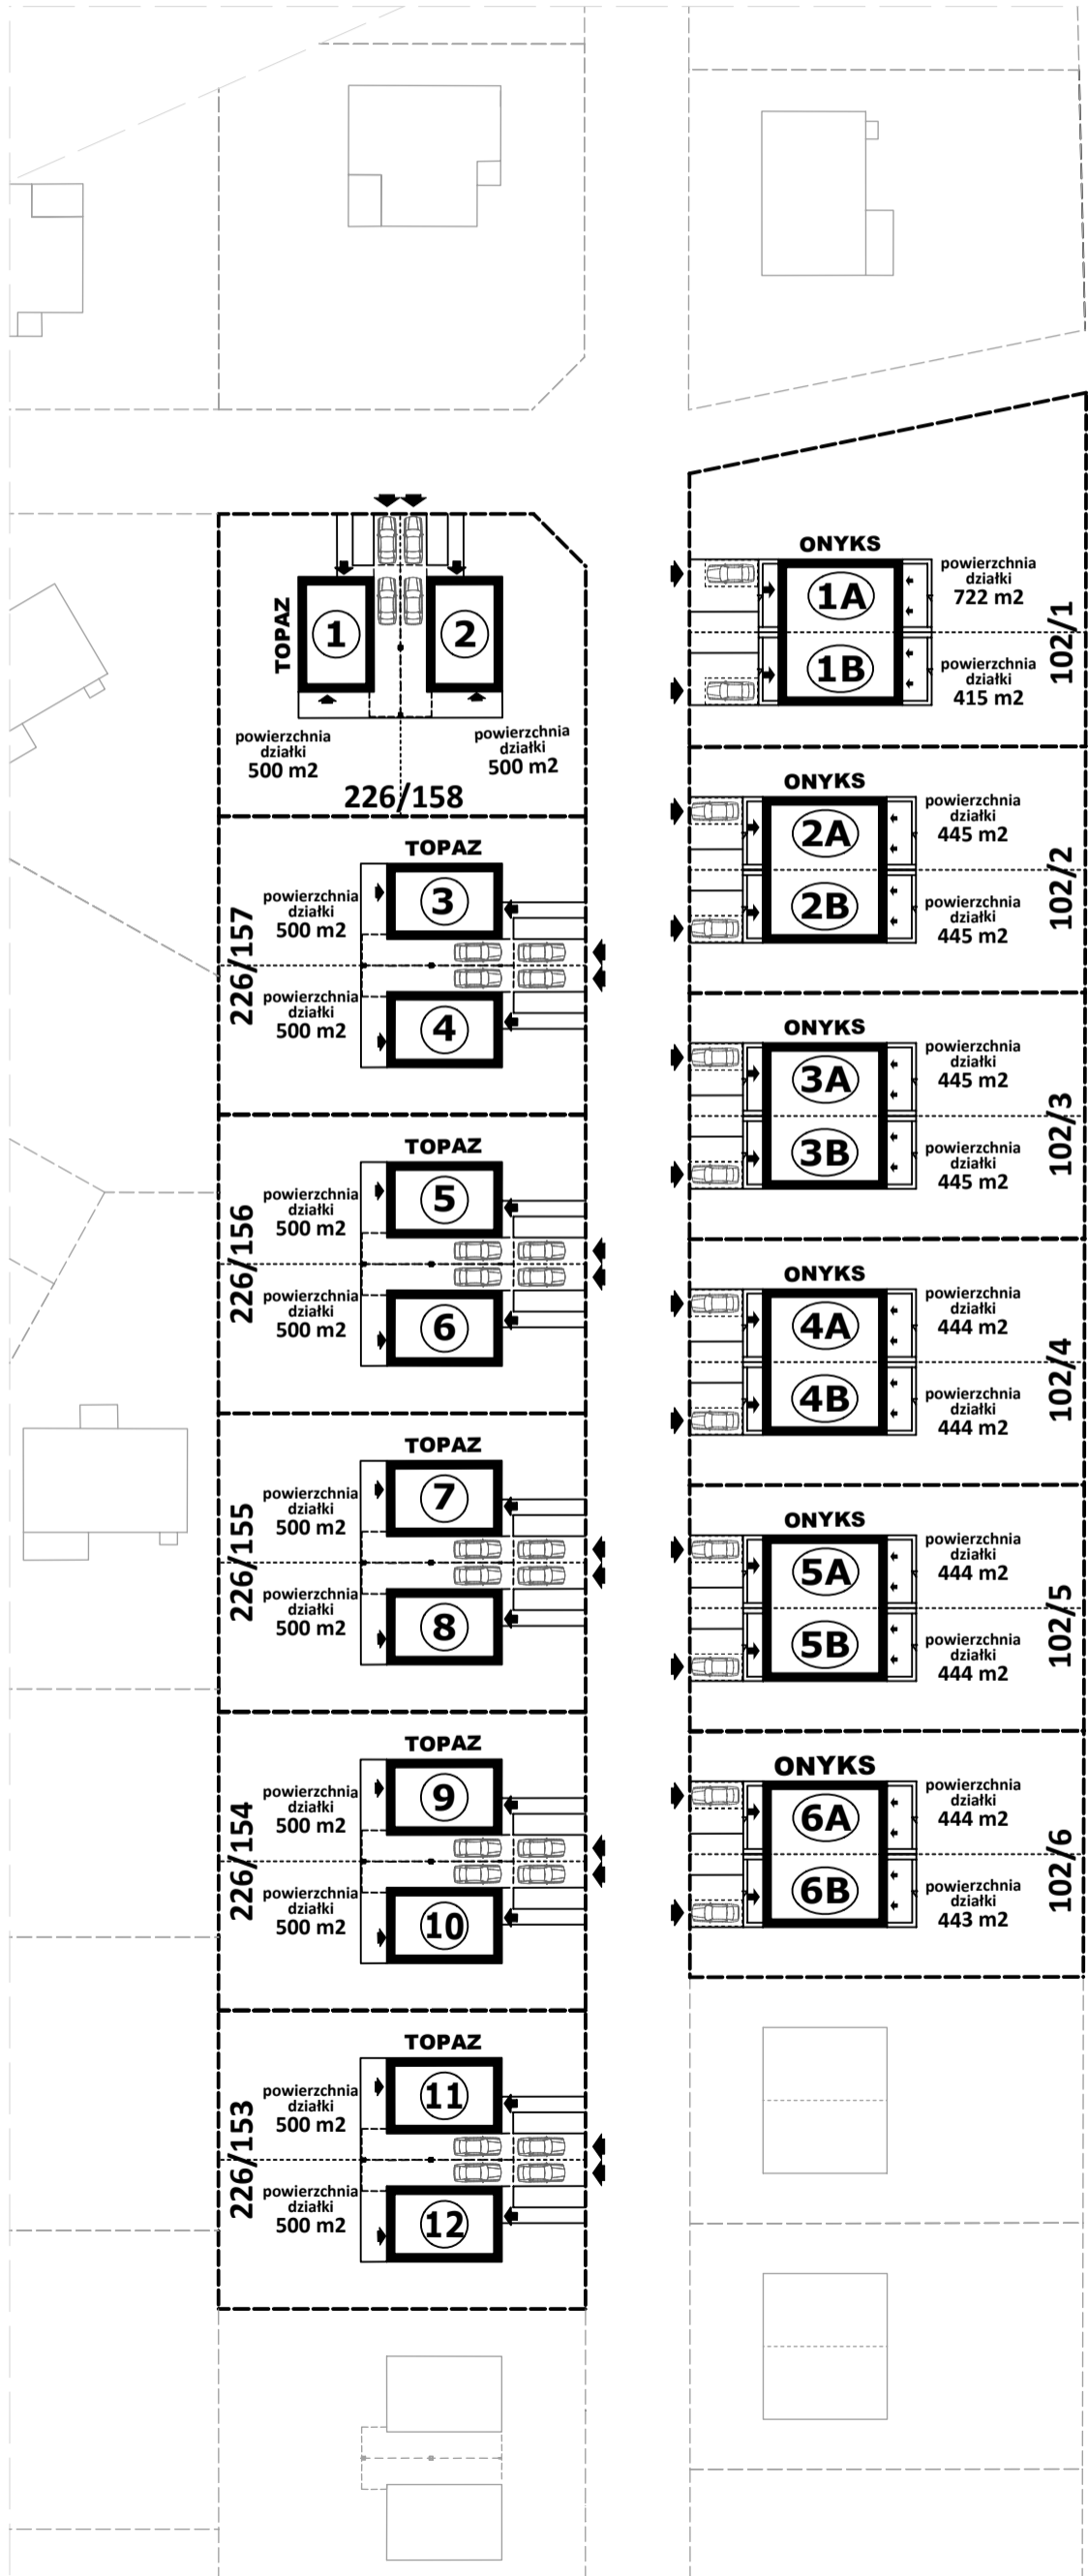 TOPAZ
1
2
powierzchnia
działki
500 m2
powierzchnia
działki
500 m2
226/158
TOPAZ
3
powierzchnia
działki
500 m2
226/157
powierzchnia
działki
500 m2
4
TOPAZ
5
powierzchnia
działki
500 m2
226/156
powierzchnia
działki
500 m2
6
TOPAZ
7
powierzchnia
działki
500 m2
226/155
powierzchnia
działki
500 m2
8
TOPAZ
9
powierzchnia
działki
500 m2
226/154
powierzchnia
działki
500 m2
10
TOPAZ
11
powierzchnia
działki
500 m2
226/153
powierzchnia
działki
500 m2
12
ONYKS
1A
powierzchnia
działki
722 m2
102/1
1B
powierzchnia
działki
415 m2
ONYKS
2A
powierzchnia
działki
445 m2
102/2
2B
powierzchnia
działki
445 m2
ONYKS
3A
powierzchnia
działki
445 m2
102/3
3B
powierzchnia
działki
445 m2
ONYKS
4A
powierzchnia
działki
444 m2
102/4
4B
powierzchnia
działki
444 m2
ONYKS
5A
powierzchnia
działki
444 m2
102/5
5B
powierzchnia
działki
444 m2
ONYKS
6A
powierzchnia
działki
444 m2
102/6
6B
powierzchnia
działki
443 m2